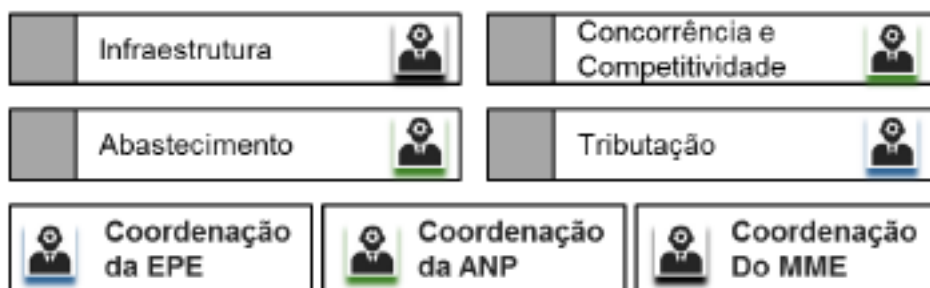 Infraestrutura
Concorrência e
Competitividade
Abastecimento
Tributação
Coordenação
da EPE
Coordenação
da ANP
Coordenação
Do MME